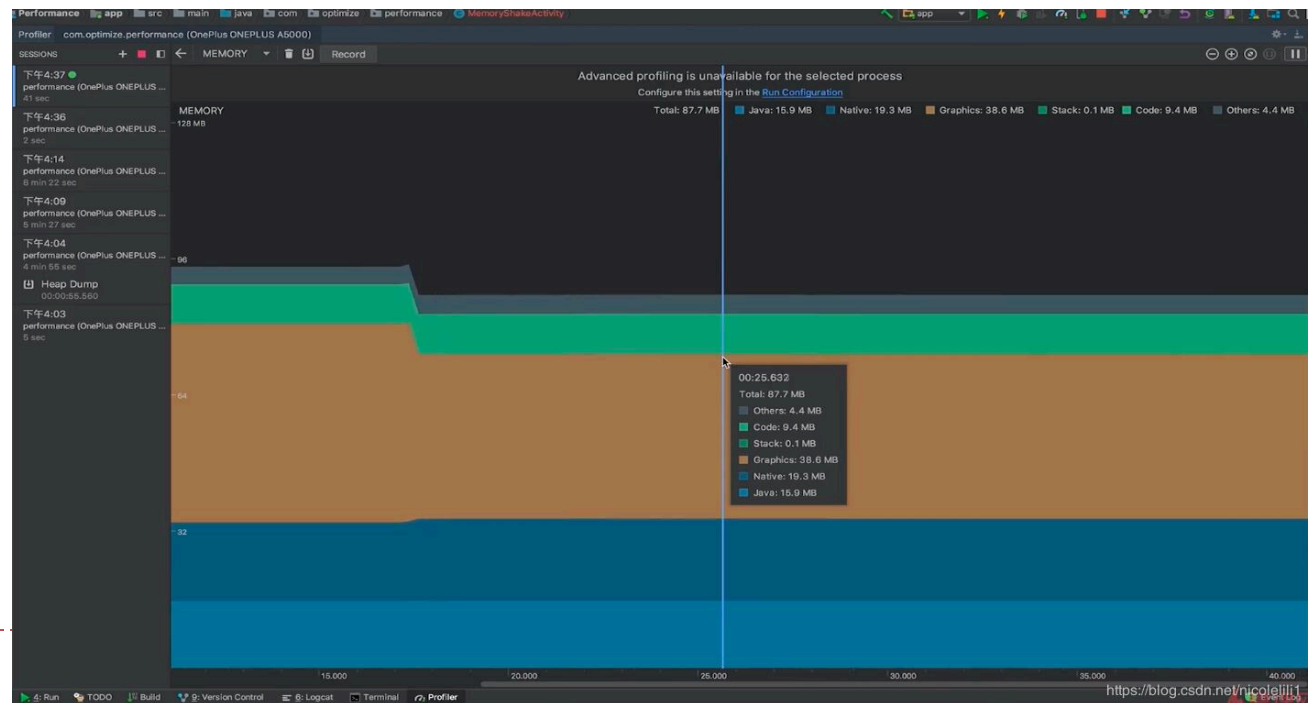 Performance app src main java com optimize performance MemoryShakeActivity app
Profiler com.optimize.performance (OnePlus ONEPLUS A5000)
SESSIONS MEMORY Record
下午4:37
performance (OnePlus ONEPLUS ...
41 sec
下午4:36
performance (OnePlus ONEPLUS ...
2 sec
下午4:14
performance (OnePlus ONEPLUS ...
6 min 22 sec
下午4:09
performance (OnePlus ONEPLUS ...
5 min 27 sec
下午4:04
performance (OnePlus ONEPLUS ...
4 min 55 sec
Heap Dump
00:00:55.560
下午4:03
performance (OnePlus ONEPLUS ...
5 sec
Advanced profiling is unavailable for the selected process
Configure this setting in the Run Configuration
MEMORY Total: 87.7 MB Java: 15.9 MB Native: 19.3 MB Graphics: 38.6 MB Stack: 0.1 MB Code: 9.4 MB Others: 4.4 MB
128 MB
96
64
32
00:25.632
Total: 87.7 MB
Others: 4.4 MB
Code: 9.4 MB
Stack: 0.1 MB
Graphics: 38.6 MB
Native: 19.3 MB
Java: 15.9 MB
15.000 20.000 25.000 30.000 35.000 40.000
4: Run TODO Build 9: Version Control 6: Logcat Terminal Profiler Event Log
https://blog.csdn.net/nicolelili1